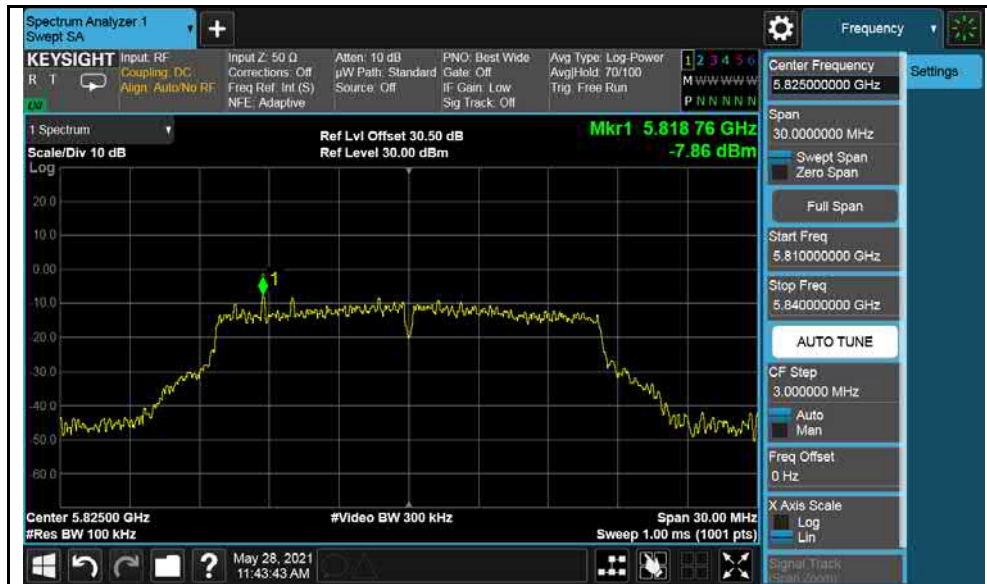 Spectrum Analyzer 1
Swept SA
+
Frequency
KEYSIGHT
R T
Input: RF
Coupling: DC
Align: Auto/No RF
Input Z: 50 Ω
Corrections: Off
Freq Ref: Int (S)
NFE: Adaptive
Atten: 10 dB
µW Path: Standard
Source: Off
PNO: Best Wide
Gate: Off
IF Gain: Low
Sig Track: Off
Avg Type: Log-Power
Avg|Hold: 70/100
Trig: Free Run
1 2 3 4 5 6
M W W W W W
P N N N N N
1 Spectrum
Scale/Div 10 dB
Log
Ref Lvl Offset 30.50 dB
Ref Level 30.00 dBm
Mkr1 5.818 76 GHz
-7.86 dBm
20.0
10.0
0.00
-10.0
-20.0
-30.0
-40.0
-50.0
-60.0
1
Center 5.82500 GHz
#Res BW 100 kHz
#Video BW 300 kHz
Span 30.00 MHz
Sweep 1.00 ms (1001 pts)
?
May 28, 2021
11:43:43 AM
Center Frequency
5.825000000 GHz
Settings
Span
30.0000000 MHz
Swept Span
Zero Span
Full Span
Start Freq
5.810000000 GHz
Stop Freq
5.840000000 GHz
AUTO TUNE
CF Step
3.000000 MHz
Auto
Man
Freq Offset
0 Hz
X Axis Scale
Log
Lin
Signal Track
(Span Zoom)